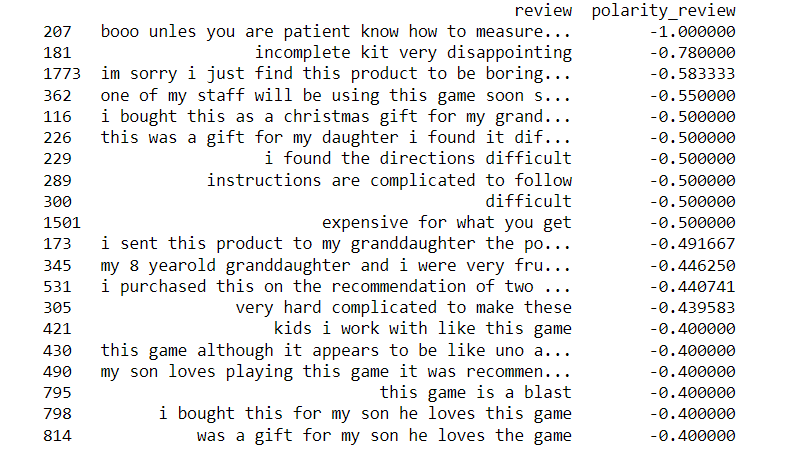 review polarity_review
207 booo unles you are patient know how to measure... -1.000000
181 incomplete kit very disappointing -0.780000
1773 im sorry i just find this product to be boring... -0.583333
362 one of my staff will be using this game soon s... -0.550000
116 i bought this as a christmas gift for my grand... -0.500000
226 this was a gift for my daughter i found it dif... -0.500000
229 i found the directions difficult -0.500000
289 instructions are complicated to follow -0.500000
300 difficult -0.500000
1501 expensive for what you get -0.500000
173 i sent this product to my granddaughter the po... -0.491667
345 my 8 yearold granddaughter and i were very fru... -0.446250
531 i purchased this on the recommendation of two ... -0.440741
305 very hard complicated to make these -0.439583
421 kids i work with like this game -0.400000
430 this game although it appears to be like uno a... -0.400000
490 my son loves playing this game it was recommen... -0.400000
795 this game is a blast -0.400000
798 i bought this for my son he loves this game -0.400000
814 was a gift for my son he loves the game -0.400000